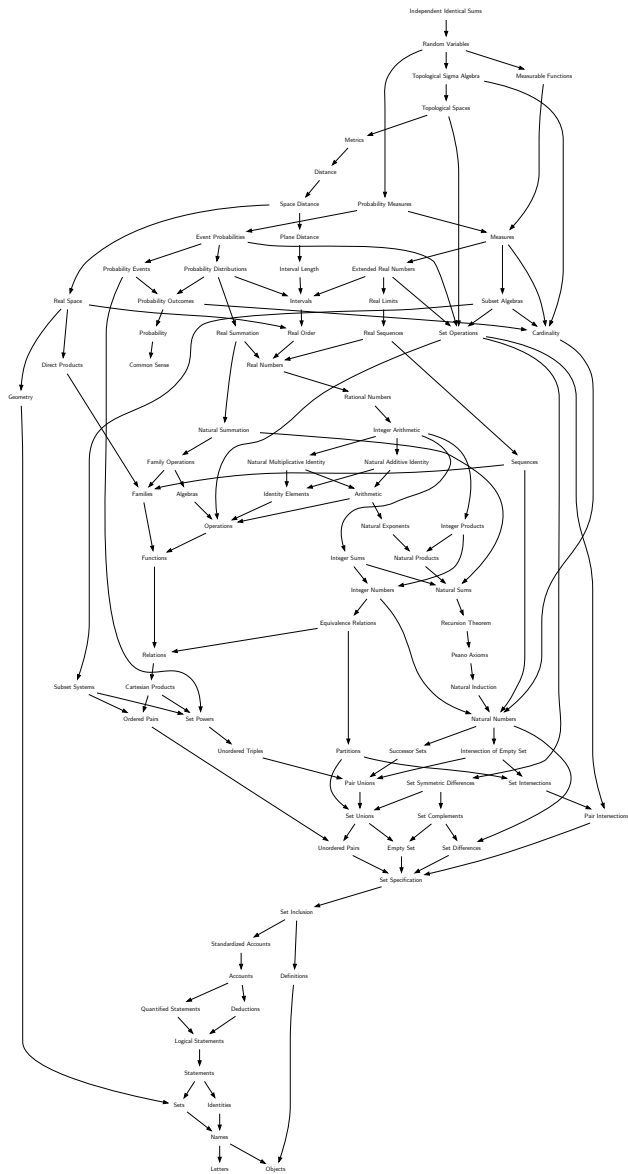 Independent Identical Sums
Random Variables
Topological Sigma Algebra
Measurable Functions
Topological Spaces
Metrics
Distance
Space Distance
Probability Measures
Event Probabilities
Plane Distance
Measures
Probability Events
Probability Distributions
Interval Length
Extended Real Numbers
Real Space
Probability Outcomes
Intervals
Real Limits
Subset Algebras
Probability
Real Summation
Real Order
Real Sequences
Set Operations
Cardinality
Direct Products
Common Sense
Real Numbers
Geometry
Rational Numbers
Natural Summation
Integer Arithmetic
Family Operations
Natural Multiplicative Identity
Natural Additive Identity
Sequences
Families
Algebras
Identity Elements
Arithmetic
Operations
Natural Exponents
Integer Products
Functions
Integer Sums
Natural Products
Integer Numbers
Natural Sums
Equivalence Relations
Recursion Theorem
Relations
Peano Axioms
Subset Systems
Cartesian Products
Natural Induction
Ordered Pairs
Set Powers
Natural Numbers
Unordered Triples
Partitions
Successor Sets
Intersection of Empty Set
Pair Unions
Set Symmetric Differences
Set Intersections
Set Unions
Set Complements
Pair Intersections
Unordered Pairs
Empty Set
Set Differences
Set Specification
Set Inclusion
Standardized Accounts
Accounts
Definitions
Quantified Statements
Deductions
Logical Statements
Statements
Sets
Identities
Names
Letters
Objects